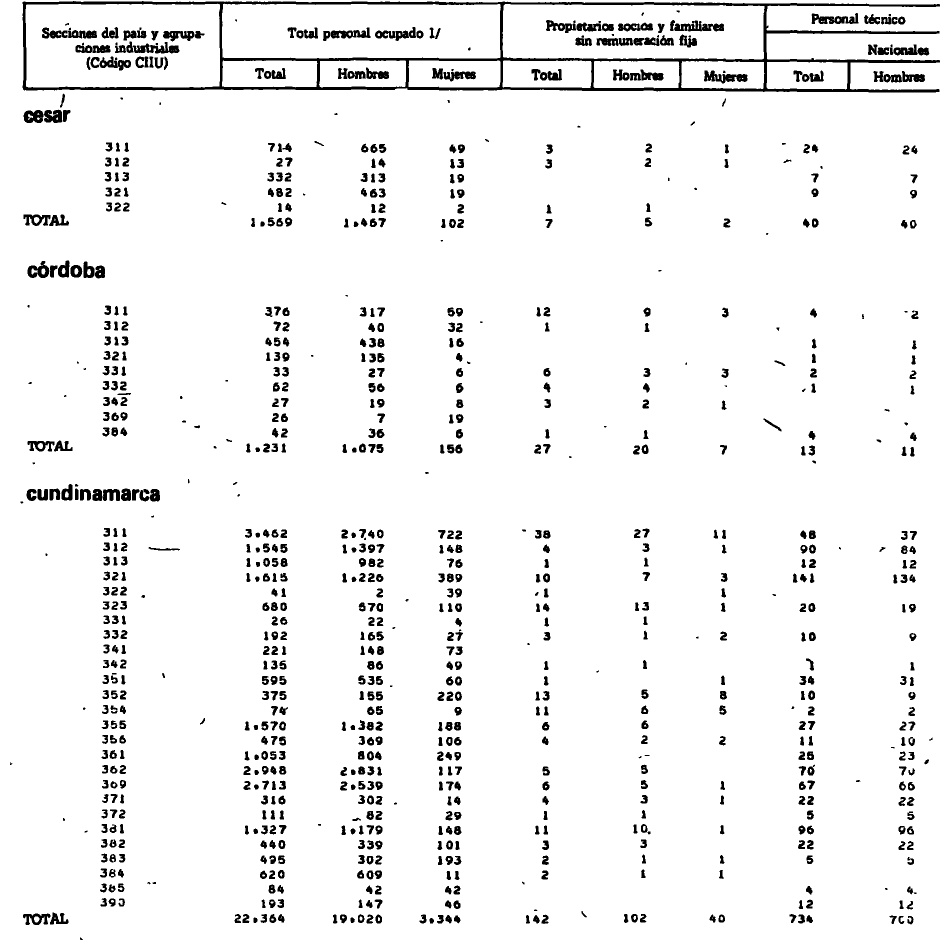 Secciones del país y agrupa- Total personal ocupado 1/ Propietarios socios y familiares Personal técnico
ciones industriales sin remuneración fija
(Código CIIU) Nacionales
Total Hombres Mujeres Total Hombres Mujeres Total Hombres
cesar
311 714 665 49 3 2 1 24 24
312 27 14 13 3 2 1
313 332 313 19 7 7
321 482 463 19 9 9
322 14 12 2 1 1
TOTAL 1.569 1.467 102 7 5 2 40 40
córdoba
311 376 317 59 12 9 3 4 2
312 72 40 32 1 1
313 454 438 16 1 1
321 139 135 4 1 1
331 33 27 6 6 3 3 2 2
332 62 56 6 4 4 1 1
342 27 19 8 3 2 1
369 26 7 19
384 42 36 6 1 1 4 4
TOTAL 1.231 1.075 156 27 20 7 13 11
cundinamarca
311 3.462 2.740 722 38 27 11 48 37
312 1.545 1.397 148 4 3 1 90 84
313 1.058 982 76 1 1 12 12
321 1.615 1.226 389 10 7 3 141 134
322 41 2 39 1 1
323 680 570 110 14 13 1 20 19
331 26 22 4 1 1
332 192 165 27 3 1 2 10 9
341 221 148 73
342 135 86 49 1 1 1 1
351 595 535 60 1 1 34 31
352 375 155 220 13 5 8 10 9
354 74 65 9 11 6 5 2 2
355 1.570 1.382 188 6 6 27 27
356 475 369 106 4 2 2 11 10
361 1.053 804 249 25 23
362 2.948 2.831 117 5 5 70 70
369 2.713 2.539 174 6 5 1 67 66
371 316 302 14 4 3 1 22 22
372 111 82 29 1 1 5 5
381 1.327 1.179 148 11 10 1 96 96
382 440 339 101 3 3 22 22
383 495 302 193 2 1 1 5 5
384 620 609 11 2 1 1
385 84 42 42 4 4
390 193 147 46 12 12
TOTAL 22.364 19.020 3.344 142 102 40 734